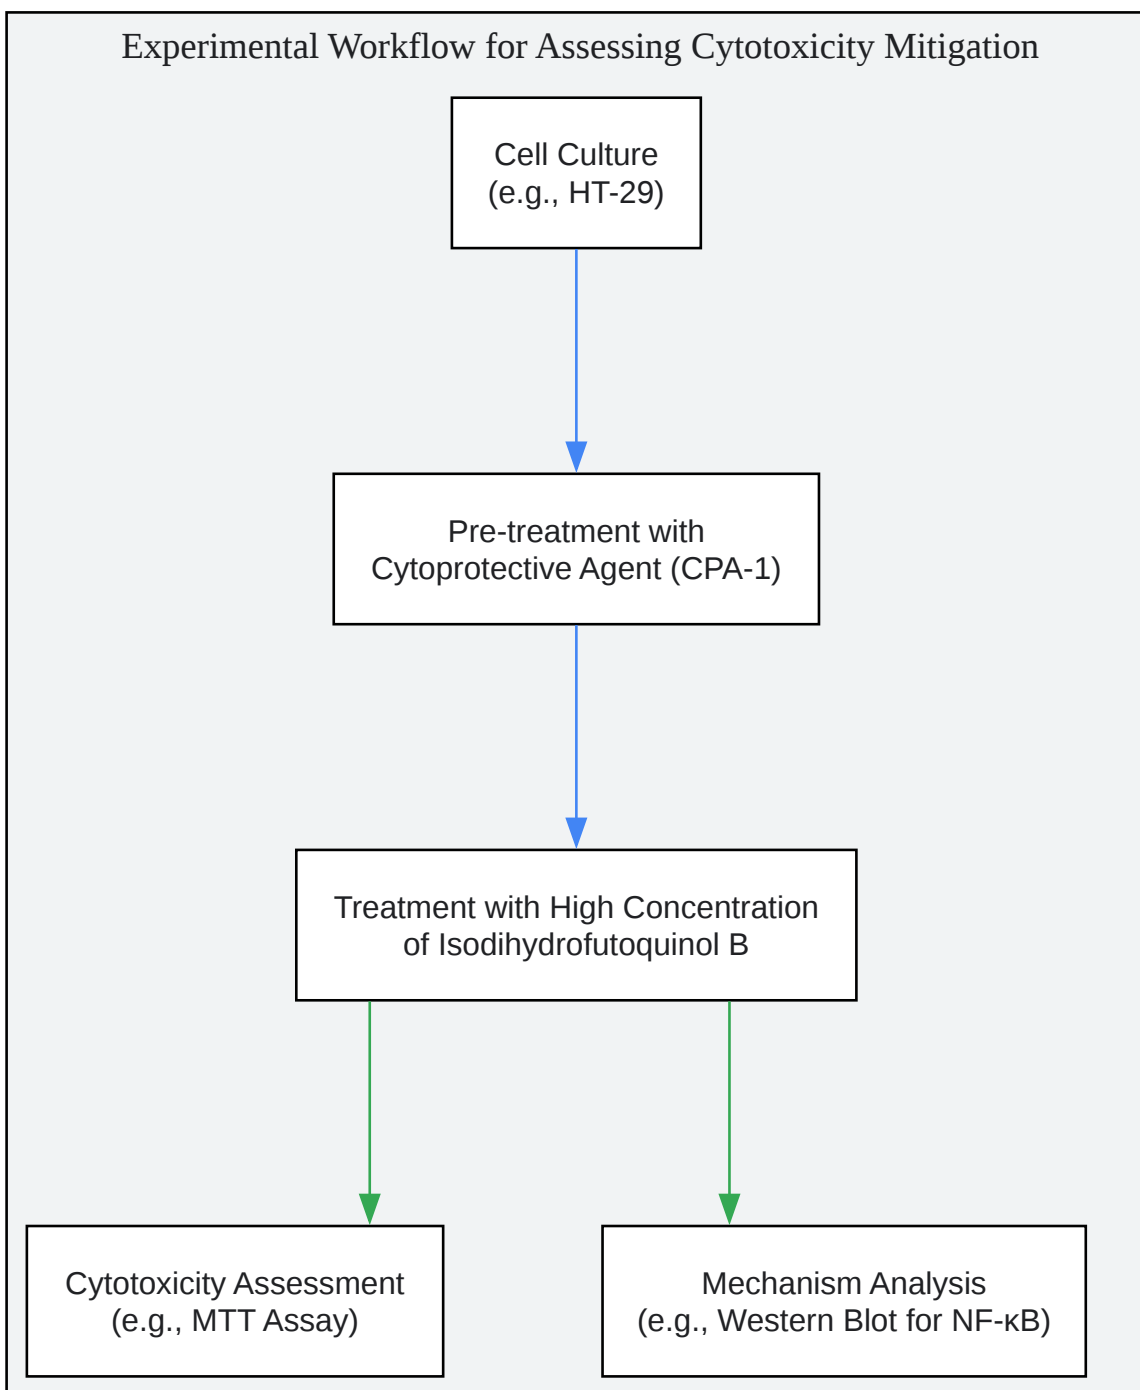 Experimental Workflow for Assessing Cytotoxicity Mitigation
Cell Culture
(e.g., HT-29)
Pre-treatment with
Cytoprotective Agent (CPA-1)
Treatment with High Concentration
of Isodihydrofutoquinol B
Cytotoxicity Assessment
(e.g., MTT Assay)
Mechanism Analysis
(e.g., Western Blot for NF-κB)